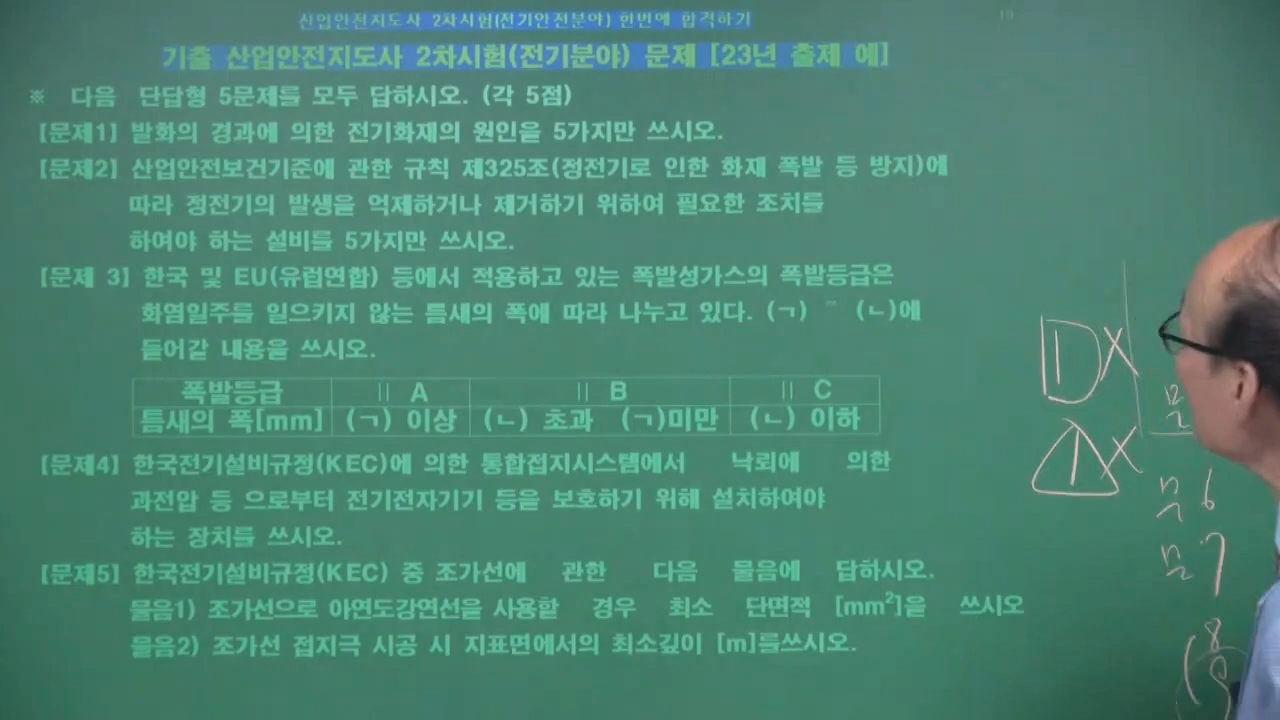 산업안전지도사 2차시험(전기안전분야) 한번에 합격하기
19
기출 산업안전지도사 2차시험(전기분야) 문제 [23년 출제 예]
※ 다음 단답형 5문제를 모두 답하시오. (각 5점)
[문제1] 발화의 경과에 의한 전기화재의 원인을 5가지만 쓰시오.
[문제2] 산업안전보건기준에 관한 규칙 제325조(정전기로 인한 화재 폭발 등 방지)에
따라 정전기의 발생을 억제하거나 제거하기 위하여 필요한 조치를
하여야 하는 설비를 5가지만 쓰시오.
[문제 3] 한국 및 EU(유럽연합) 등에서 적용하고 있는 폭발성가스의 폭발등급은
화염일주를 일으키지 않는 틈새의 폭에 따라 나누고 있다. (ㄱ) ~ (ㄴ)에
들어갈 내용을 쓰시오.
폭발등급 ⅡA ⅡB ⅡC
틈새의 폭[mm] (ㄱ) 이상 (ㄴ) 초과 (ㄱ)미만 (ㄴ) 이하
[문제4] 한국전기설비규정(KEC)에 의한 통합접지시스템에서 낙뢰에 의한
과전압 등 으로부터 전기전자기기 등을 보호하기 위해 설치하여야
하는 장치를 쓰시오.
[문제5] 한국전기설비규정(KEC) 중 조가선에 관한 다음 물음에 답하시오.
물음1) 조가선으로 아연도강연선을 사용할 경우 최소 단면적 [mm²]을 쓰시오
물음2) 조가선 접지극 시공 시 지표면에서의 최소깊이 [m]를쓰시오.
D X
1 X
문
문 6
문 7
8
9